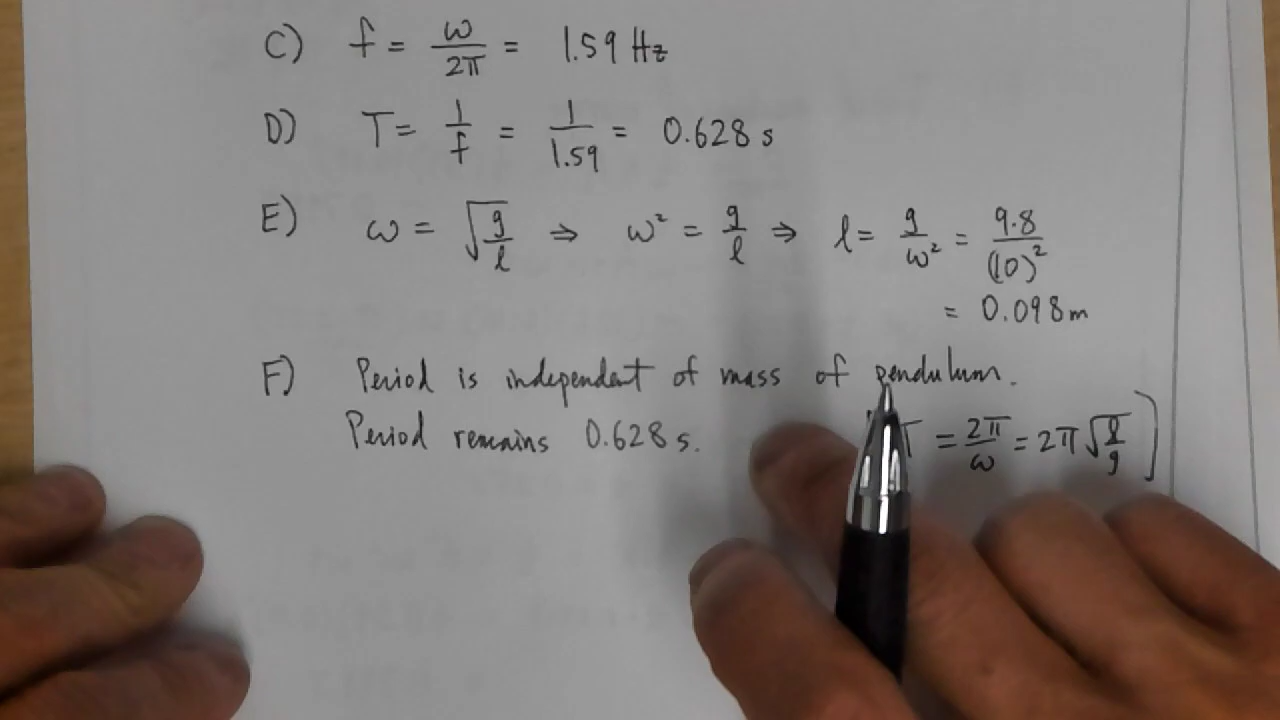 C) f = ω/2π = 1.59 Hz
D) T = 1/f = 1/1.59 = 0.628 s
E) ω = √(g/l) ⇒ ω² = g/l ⇒ l = g/ω² = 9.8/(10)²
= 0.098 m
F) Period is independent of mass of pendulum.
Period remains 0.628 s. T = 2π/ω = 2π√(l/g) ]